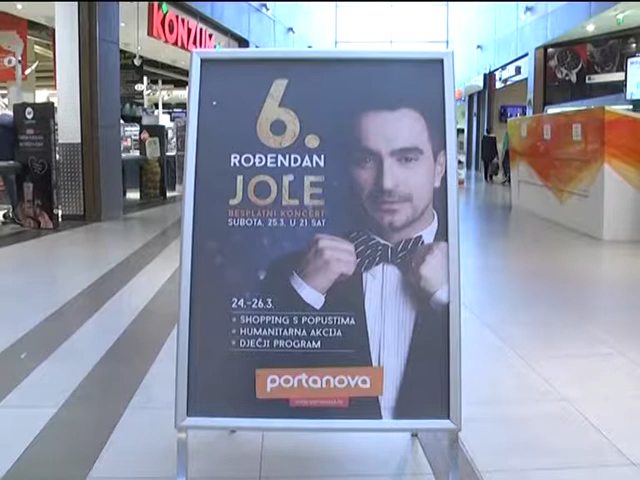 KONZUM
6.
ROĐENDAN
JOLE
BESPLATNI KONCERT
SUBOTA, 25.3. U 21 SAT
24.-26.3.
• SHOPPING S POPUSTIMA
• HUMANITARNA AKCIJA
• DJEČJI PROGRAM
portanova